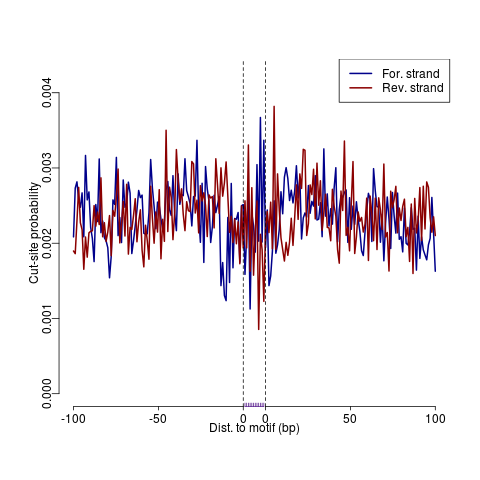 For. strand
Rev. strand
Cut-site probability
0.004
0.003
0.002
0.001
0.000
-100 -50 0 0 50 100
Dist. to motif (bp)